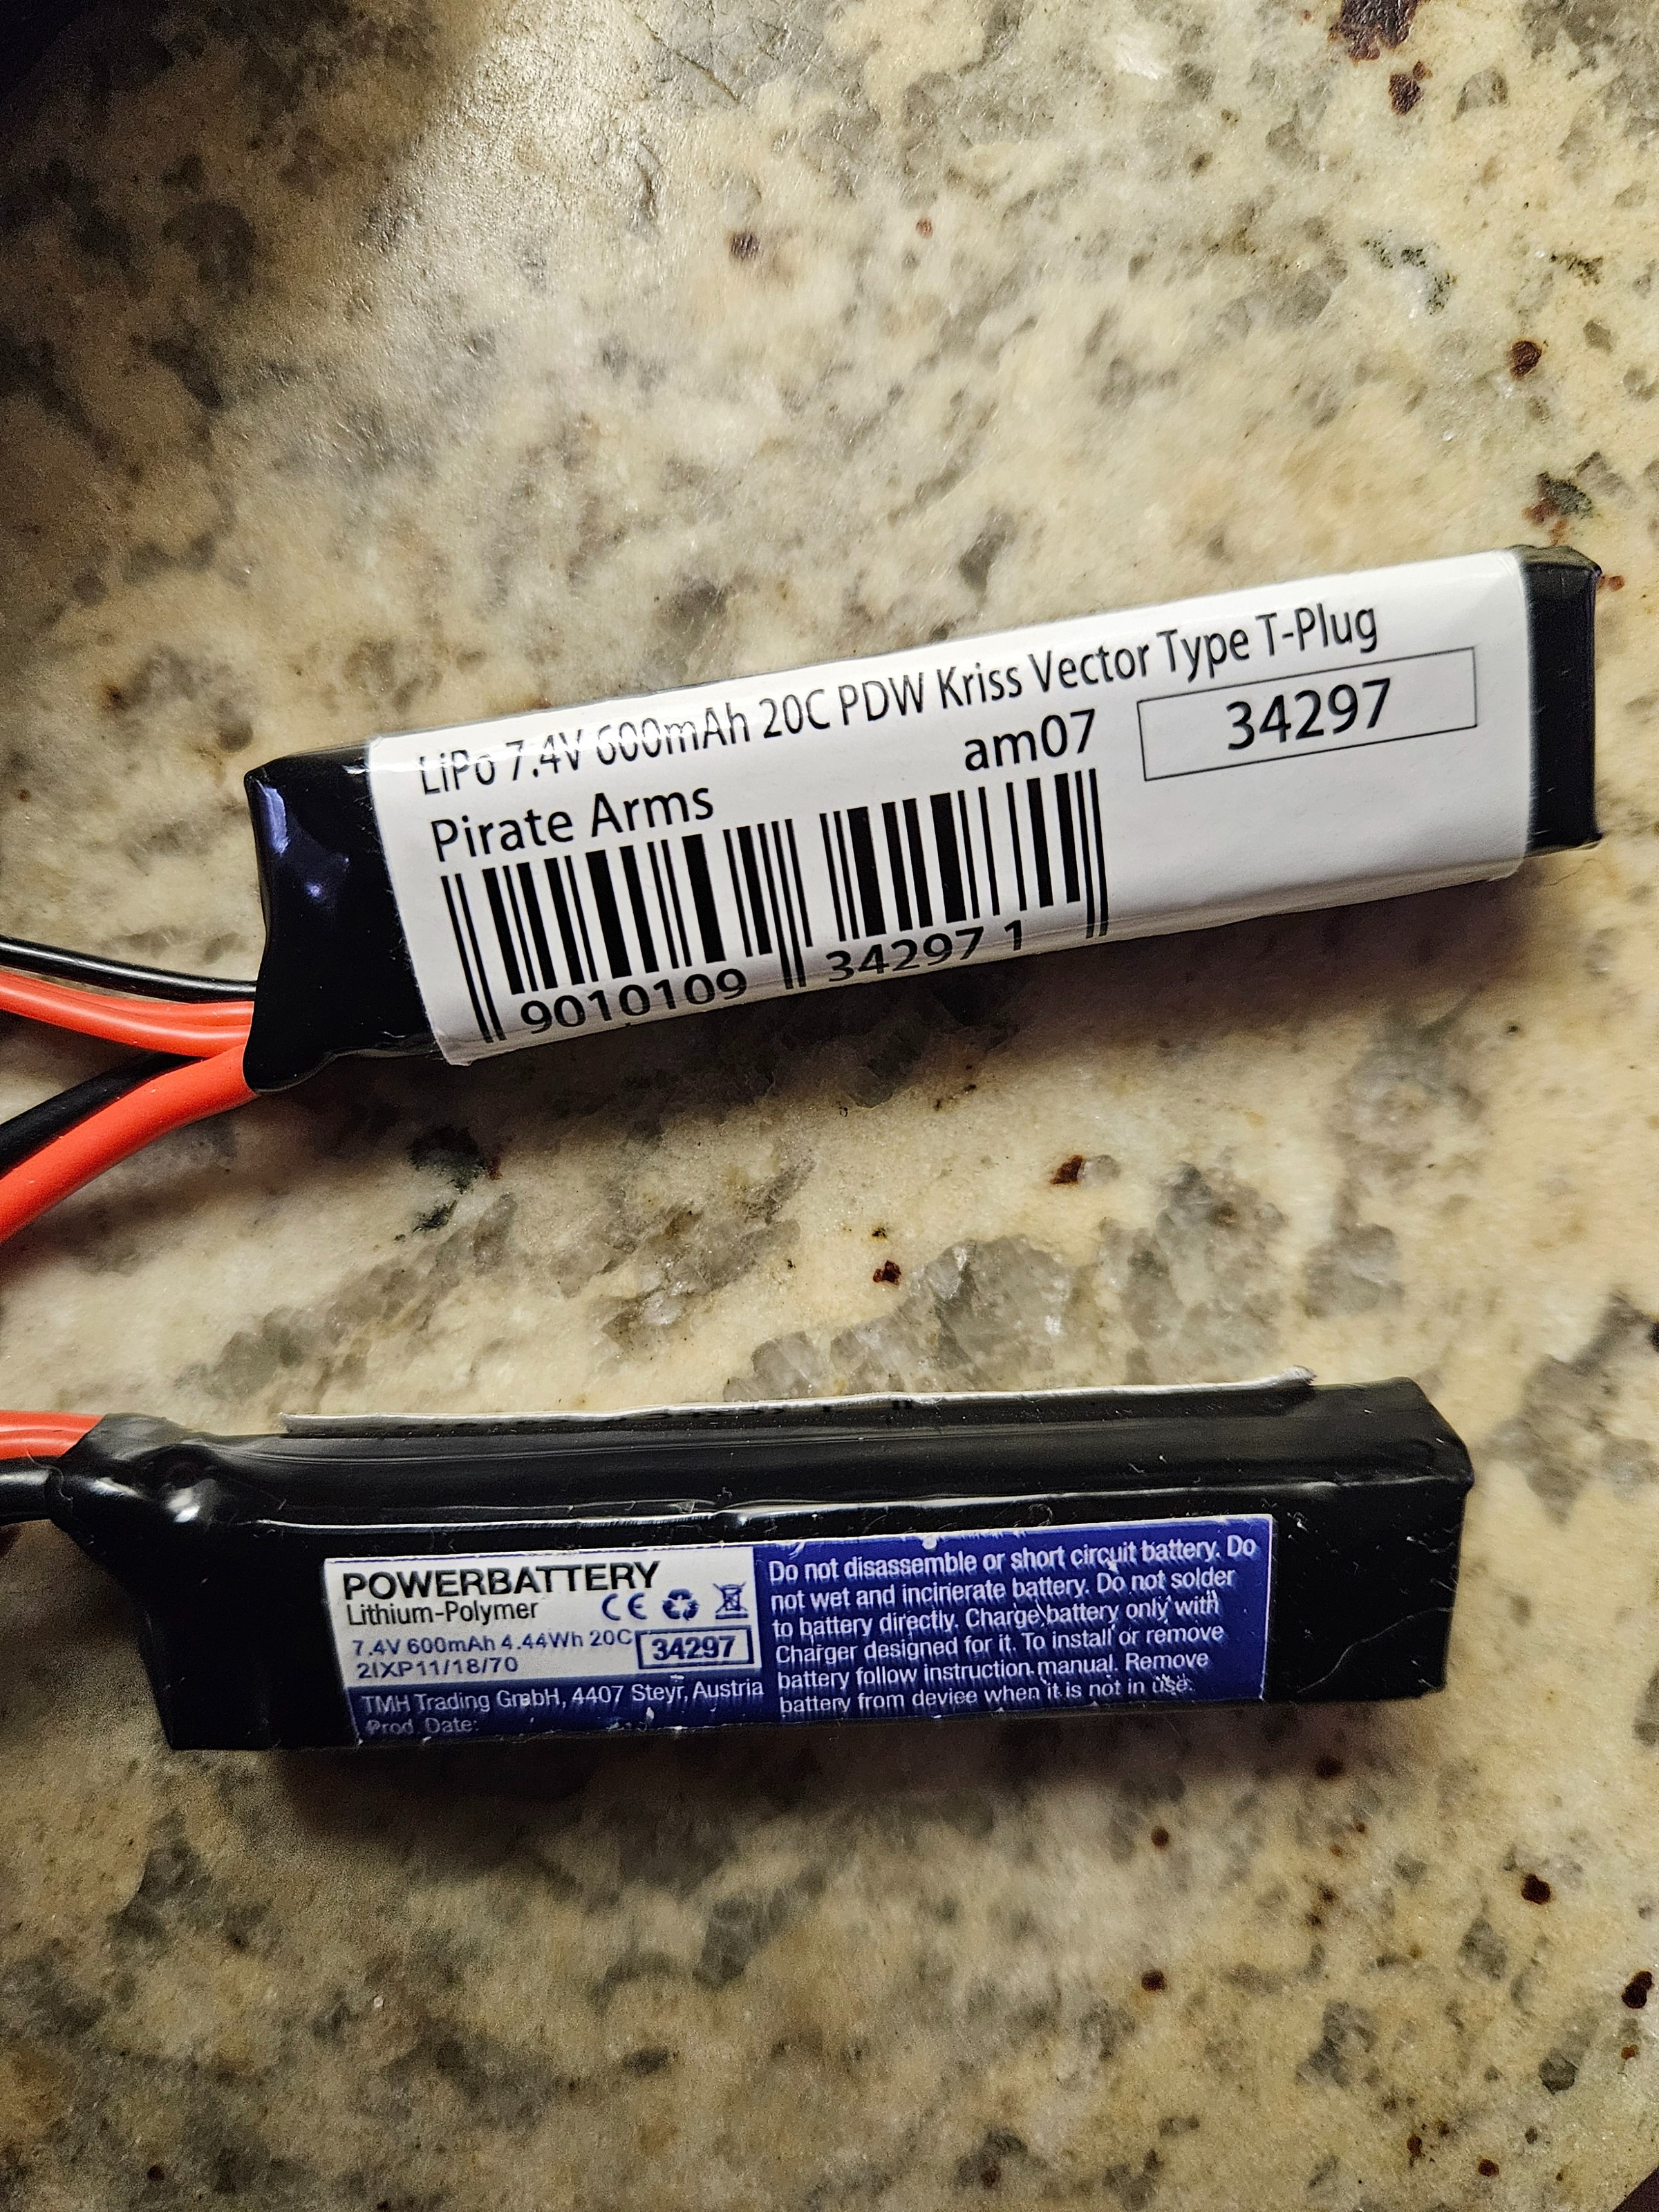 LiPo 7.4V 600mAh 20C PDW Kriss Vector Type T-Plug
Pirate Arms
am07
34297
9010109 34297 1
POWERBATTERY
Lithium-Polymer
CE
7.4V 600mAh 4.44Wh 20C
34297
2IXP11/18/70
TMH Trading GmbH, 4407 Steyr, Austria
Prod. Date:
Do not disassemble or short circuit battery. Do
not wet and incinerate battery. Do not solder
to battery directly. Charge battery only with
Charger designed for it. To install or remove
battery follow instruction manual. Remove
battery from device when it is not in use.